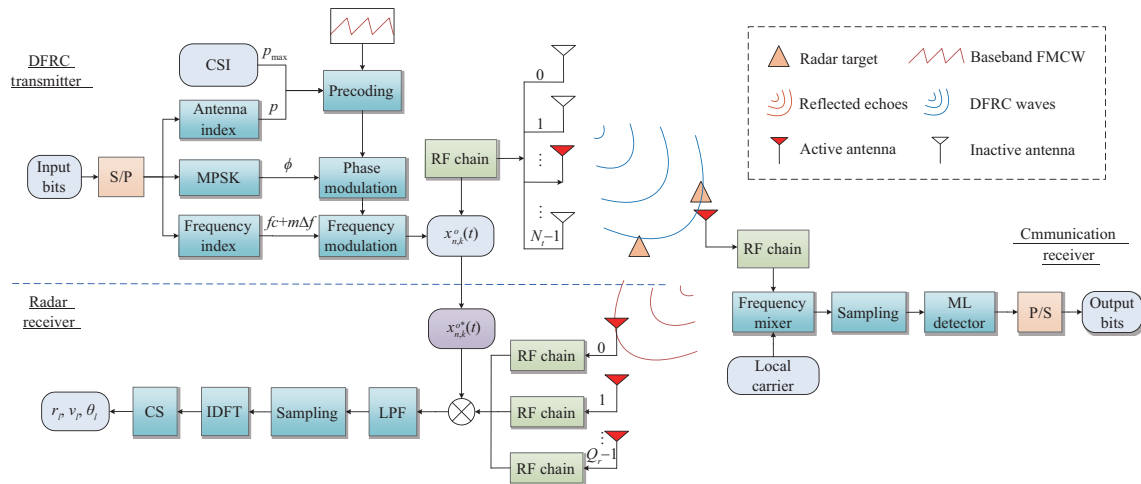 DFRC
transmitter
CSI
p_max
Antenna
index
p
Precoding
Input
bits
S/P
MPSK
ϕ
Phase
modulation
Frequency
index
fc+mΔf
Frequency
modulation
RF chain
x^o_{n,k}(t)
0
1
⋮
⋮
N_t−1
Radar target
Baseband FMCW
Reflected echoes
DFRC waves
Active antenna
Inactive antenna
RF chain
Cmmunication
receiver
Frequency
mixer
Sampling
ML
detector
P/S
Output
bits
Local
carrier
Radar
receiver
x^{o*}_{n,k}(t)
0
RF chain
1
RF chain
⋮
Q_r−1
RF chain
LPF
Sampling
IDFT
CS
r_l, v_l, θ_l